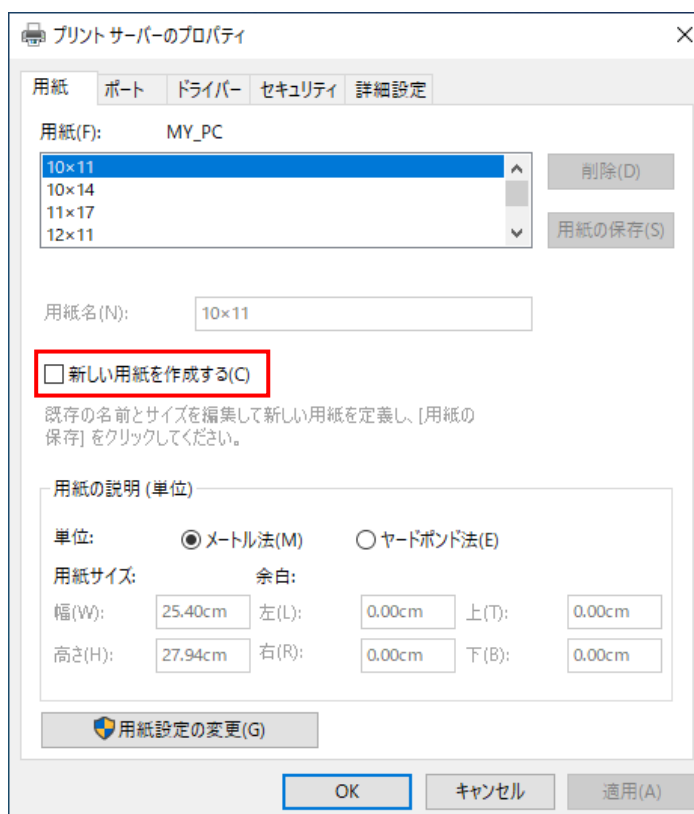 プリント サーバーのプロパティ
用紙 ポート ドライバー セキュリティ 詳細設定
用紙(F): MY_PC
10×11
10×14
11×17
12×11
削除(D)
用紙の保存(S)
用紙名(N): 10×11
新しい用紙を作成する(C)
既存の名前とサイズを編集して新しい用紙を定義し、[用紙の
保存] をクリックしてください。
用紙の説明 (単位)
単位: メートル法(M) ヤードポンド法(E)
用紙サイズ: 余白:
幅(W): 25.40cm 左(L): 0.00cm 上(T): 0.00cm
高さ(H): 27.94cm 右(R): 0.00cm 下(B): 0.00cm
用紙設定の変更(G)
OK キャンセル 適用(A)